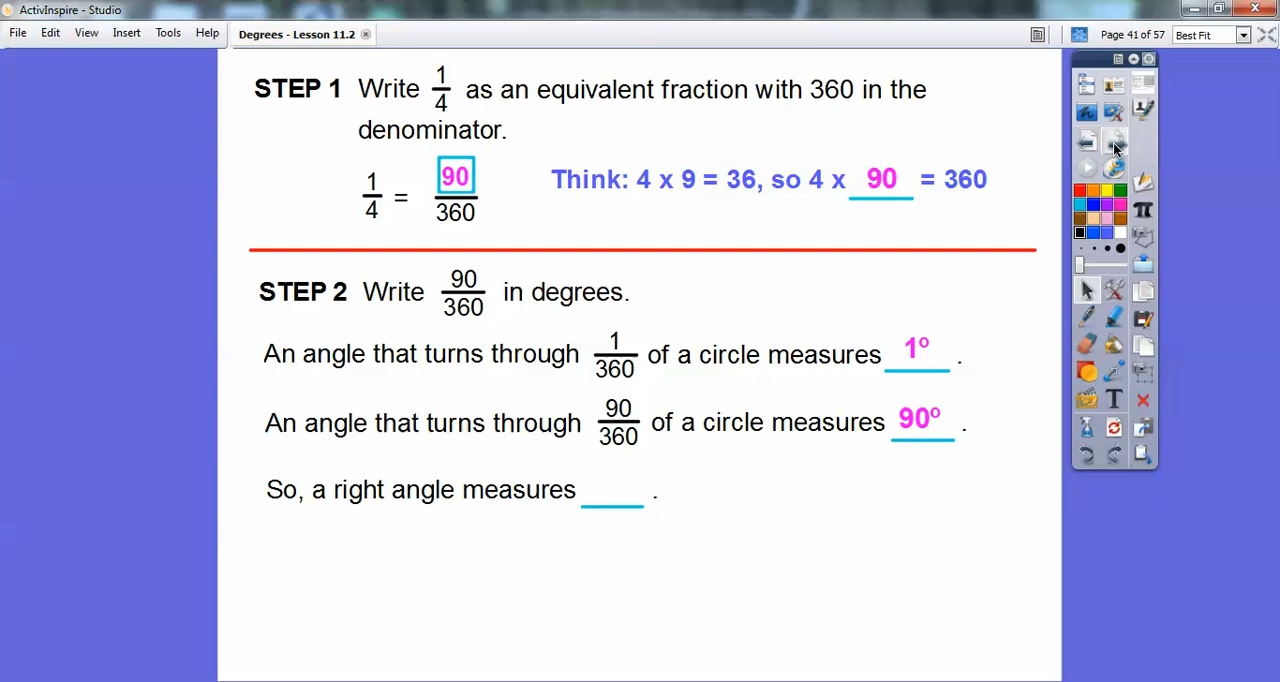 ActivInspire - Studio
File Edit View Insert Tools Help Degrees - Lesson 11.2 Page 41 of 57 Best Fit
STEP 1 Write 1/4 as an equivalent fraction with 360 in the
denominator.
1/4 = 90/360 Think: 4 x 9 = 36, so 4 x 90 = 360
STEP 2 Write 90/360 in degrees.
An angle that turns through 1/360 of a circle measures 1º .
An angle that turns through 90/360 of a circle measures 90º .
So, a right angle measures ____ .